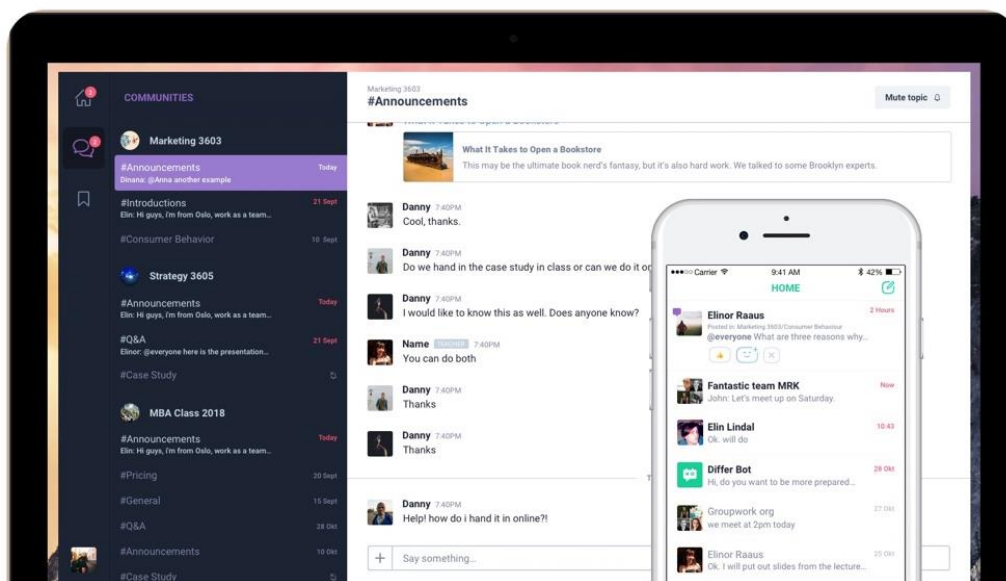 2
2
COMMUNITIES
Marketing 3603
#Announcements Today
Dinana: @Anna another example
#Introductions 21 Sept
Elin: Hi guys, i'm from Oslo, work as a team...
#Consumer Behavior 10 Sept
Strategy 3605
#Announcements Today
Elin: Hi guys, i'm from Oslo, work as a team...
#Q&A 21 Sept
Elinor: @everyone here is the presentation...
#Case Study
MBA Class 2018
#Announcements Today
Elin: Hi guys, i'm from Oslo, work as a team...
#Pricing 20 Sept
#General 15 Sept
#Q&A 28 Okt
#Announcements 10 Okt
#Case Study
Marketing 3603
#Announcements
Mute topic
What It Takes to Open a Bookstore
What It Takes to Open a Bookstore
This may be the ultimate book nerd's fantasy, but it's also hard work. We talked to some Brooklyn experts.
Danny 7:40PM
Cool, thanks.
Danny 7:40PM
Do we hand in the case study in class or can we do it or
Danny 7:40PM
I would like to know this as well. Does anyone know?
Name TEACHER 7:40PM
You can do both
Danny 7:40PM
Thanks
Danny 7:40PM
Thanks
T
Danny 7:40PM
Help! how do i hand it in online?!
+ Say something...
Carrier 9:41 AM 42%
HOME
Elinor Raaus 2 Hours
Posted in: Marketing 3603/Consumer Behaviour
@everyone What are three reasons why...
Fantastic team MRK Now
John: Let's meet up on Saturday.
Elin Lindal 10:43
Ok. will do
Differ Bot 28 Okt
Hi, do you want to be more prepared...
Groupwork org 27 Okt
we meet at 2pm today
Elinor Raaus 25 Okt
Ok. I will put out slides from the lecture...